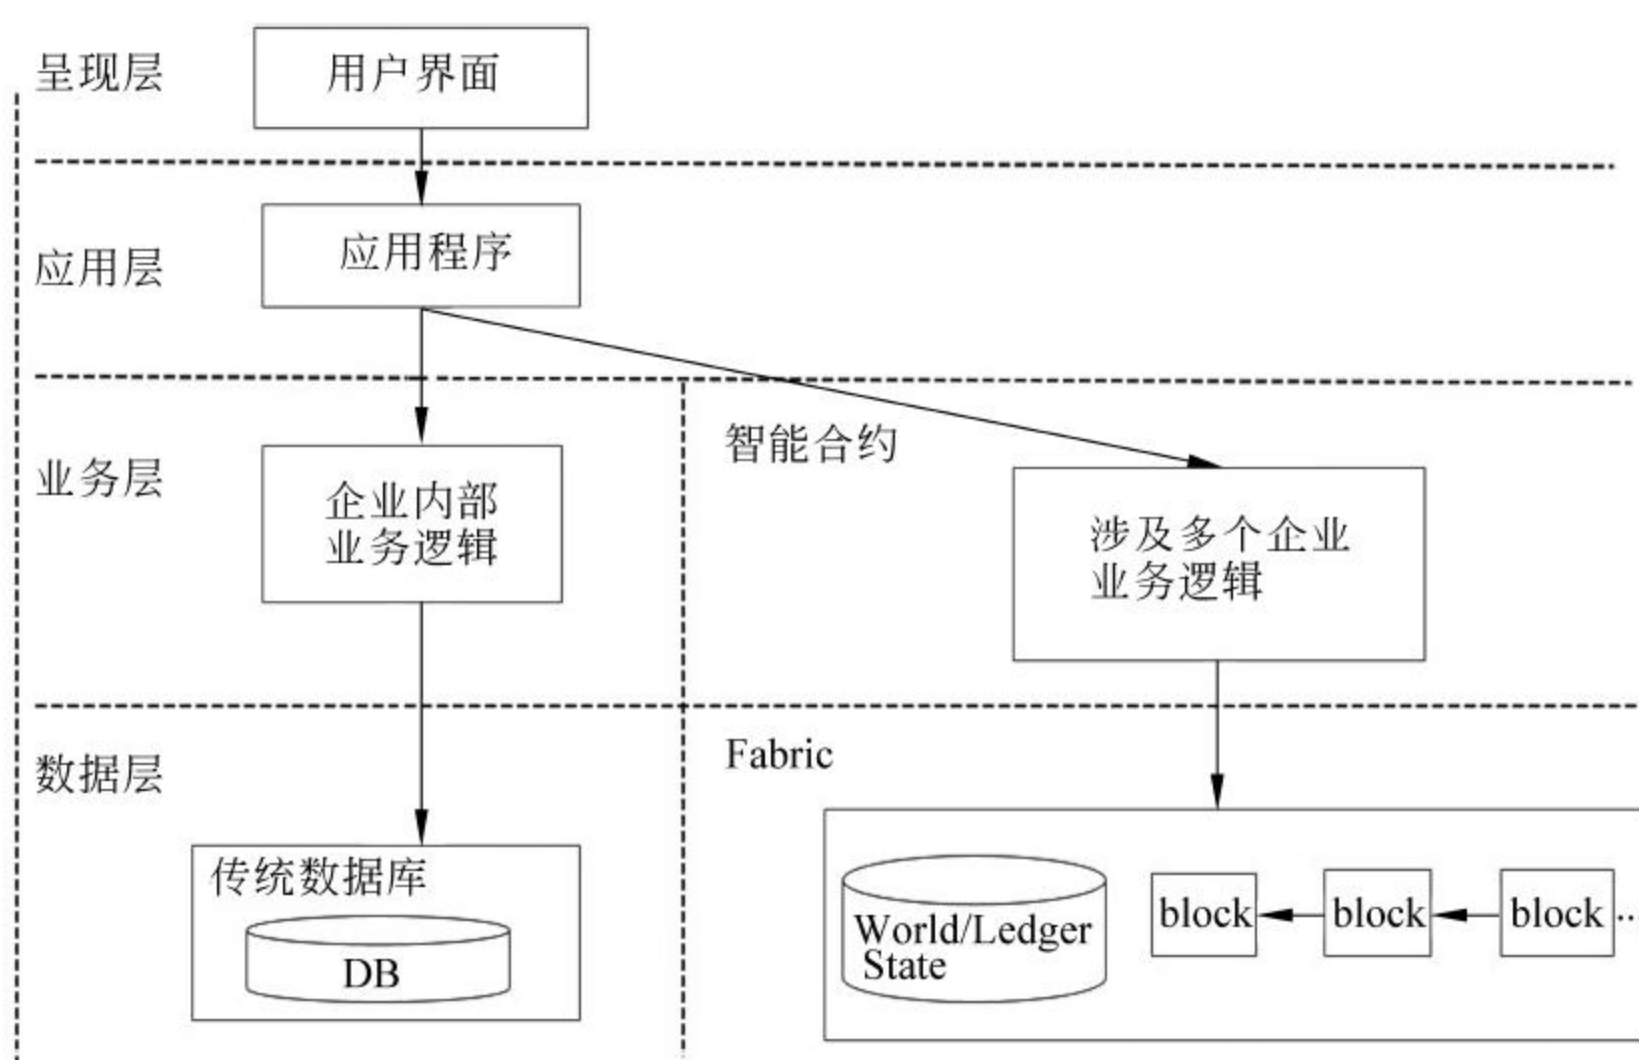 呈现层
用户界面
应用层
应用程序
业务层
企业内部
业务逻辑
智能合约
涉及多个企业
业务逻辑
数据层
传统数据库
DB
Fabric
World/Ledger
State
block
block
block
...